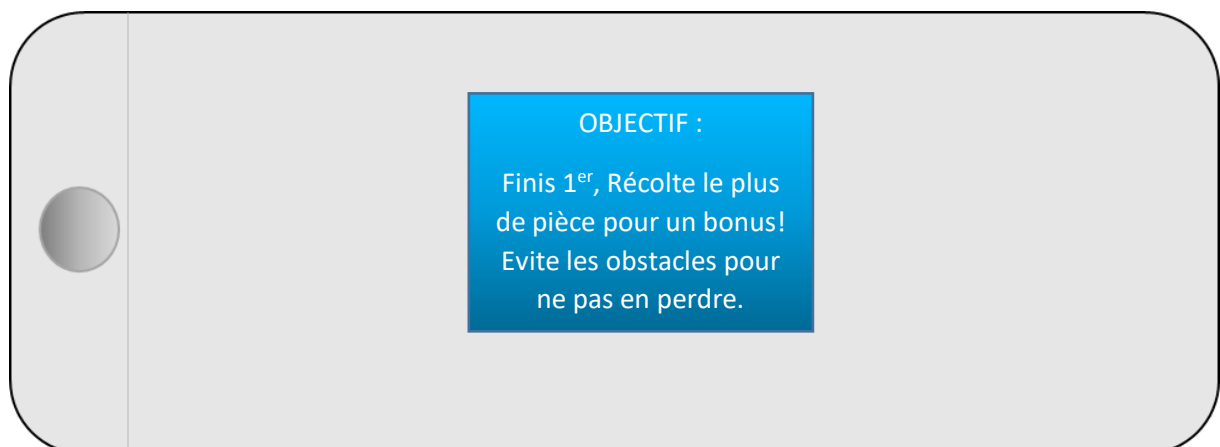 OBJECTIF :
Finis 1er, Récolte le plus
de pièce pour un bonus!
Evite les obstacles pour
ne pas en perdre.